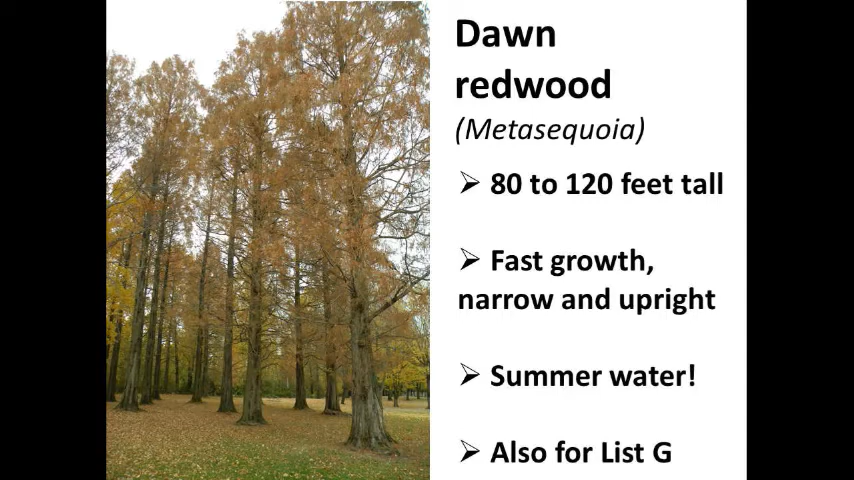 Dawn
redwood
(Metasequoia)
➢ 80 to 120 feet tall
➢ Fast growth,
narrow and upright
➢ Summer water!
➢ Also for List G